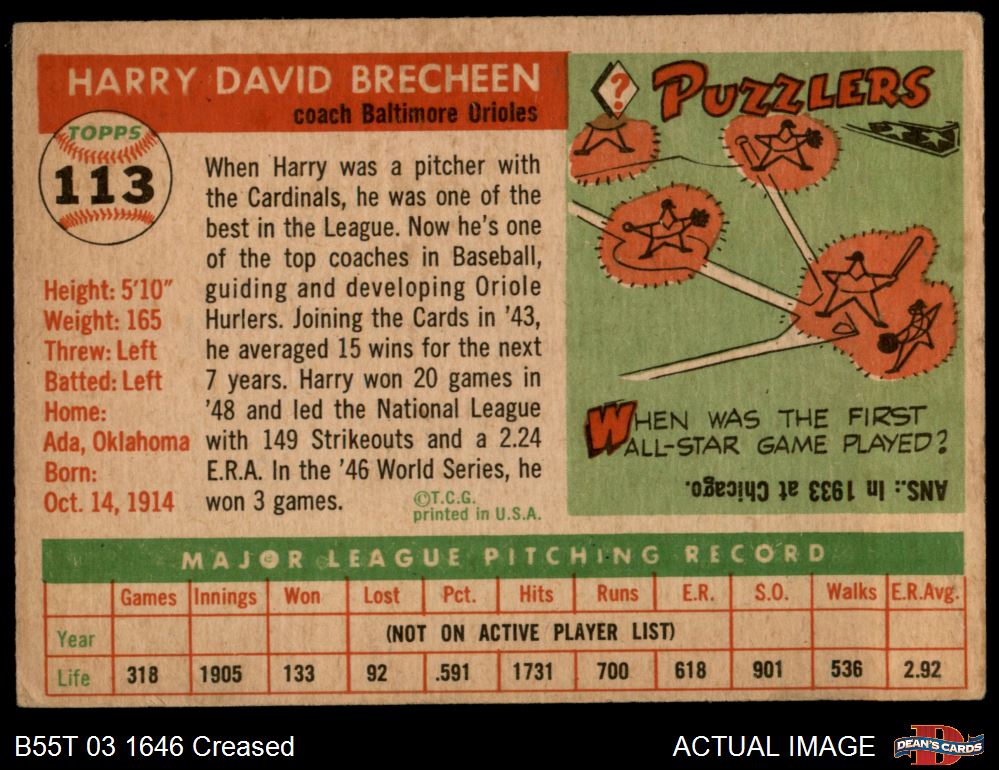 HARRY DAVID BRECHEEN
coach Baltimore Orioles
TOPPS
113
When Harry was a pitcher with
the Cardinals, he was one of the
best in the League. Now he's one
of the top coaches in Baseball,
guiding and developing Oriole
Hurlers. Joining the Cards in '43,
he averaged 15 wins for the next
7 years. Harry won 20 games in
'48 and led the National League
with 149 Strikeouts and a 2.24
E.R.A. In the '46 World Series, he
won 3 games.
©T.C.G.
printed in U.S.A.
Height: 5'10"
Weight: 165
Threw: Left
Batted: Left
Home:
Ada, Oklahoma
Born:
Oct. 14, 1914
? PUZZLERS
WHEN WAS THE FIRST
ALL-STAR GAME PLAYED?
ANS.: In 1933 at Chicago.
MAJOR LEAGUE PITCHING RECORD
Games Innings Won Lost Pct. Hits Runs E.R. S.O. Walks E.R.Avg.
Year (NOT ON ACTIVE PLAYER LIST)
Life 318 1905 133 92 .591 1731 700 618 901 536 2.92
B55T 03 1646 Creased
ACTUAL IMAGE
D
DEAN'S CARDS